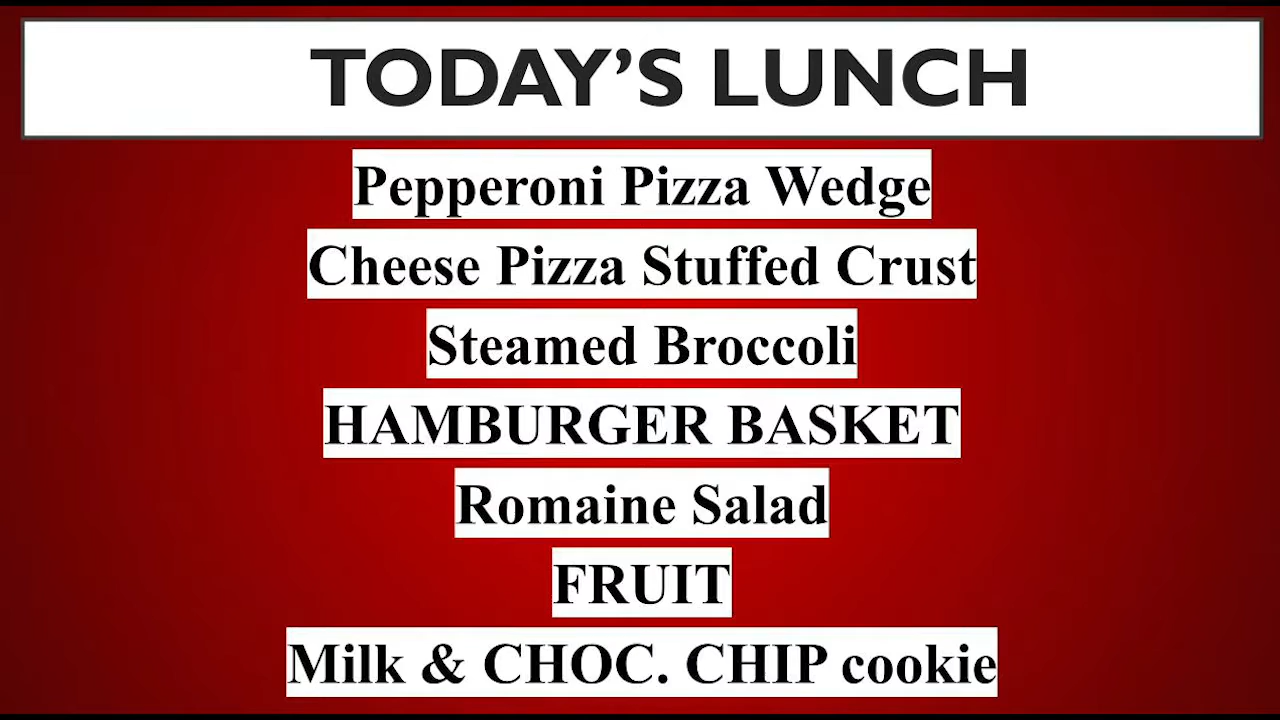 TODAY’S LUNCH
Pepperoni Pizza Wedge
Cheese Pizza Stuffed Crust
Steamed Broccoli
HAMBURGER BASKET
Romaine Salad
FRUIT
Milk & CHOC. CHIP cookie